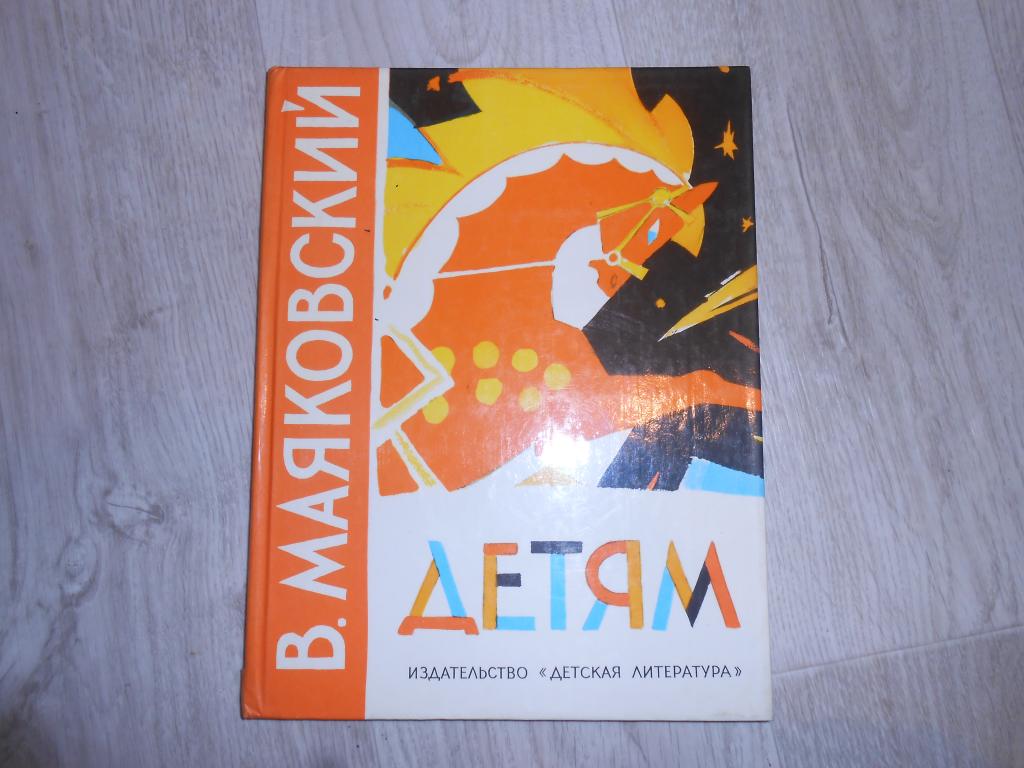 В. МАЯКОВСКИЙ
ДЕТЯМ
ИЗДАТЕЛЬСТВО «ДЕТСКАЯ ЛИТЕРАТУРА»